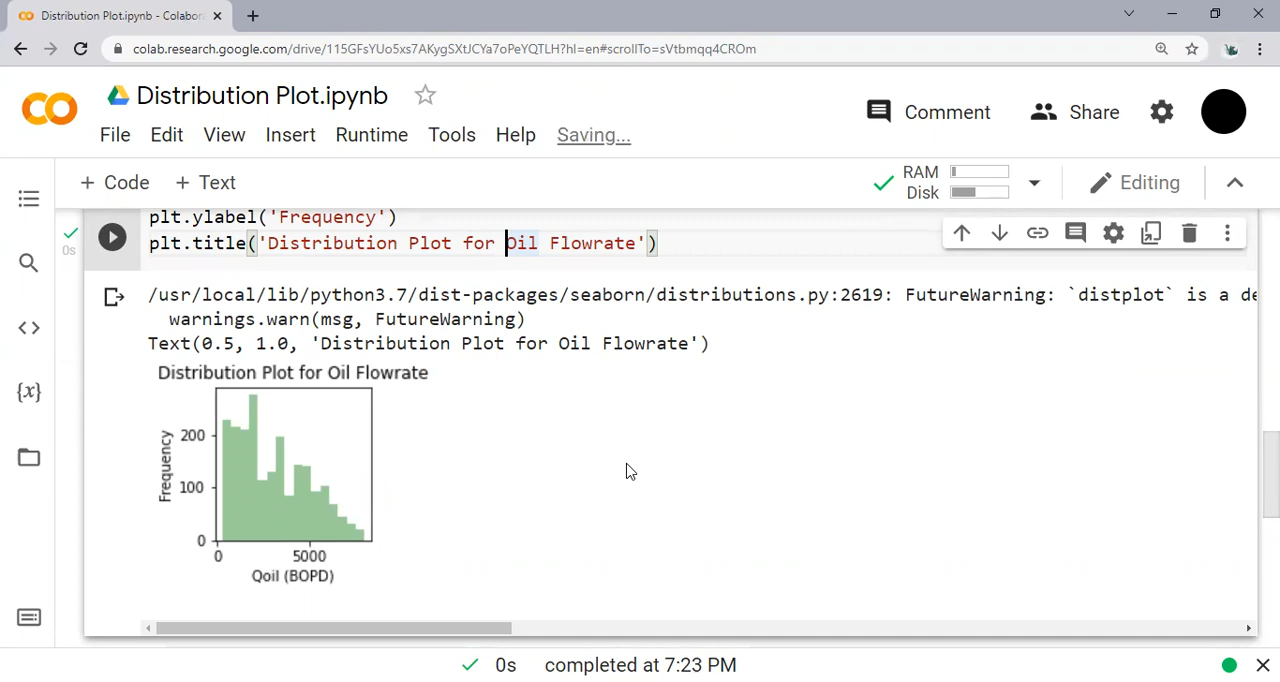 Distribution Plot.ipynb - Colabor
colab.research.google.com/drive/115GFsYUo5xs7AKygSXtJCYa7oPeYQTLH?hl=en#scrollTo=sVtbmqq4CROm
Distribution Plot.ipynb
Comment
Share
File Edit View Insert Runtime Tools Help Saving...
+ Code + Text
RAM
Disk
Editing
plt.ylabel('Frequency')
0s
plt.title('Distribution Plot for Oil Flowrate')
/usr/local/lib/python3.7/dist-packages/seaborn/distributions.py:2619: FutureWarning: `distplot` is a de
warnings.warn(msg, FutureWarning)
Text(0.5, 1.0, 'Distribution Plot for Oil Flowrate')
{x}
Distribution Plot for Oil Flowrate
Frequency
200
100
0
0 5000
Qoil (BOPD)
0s completed at 7:23 PM